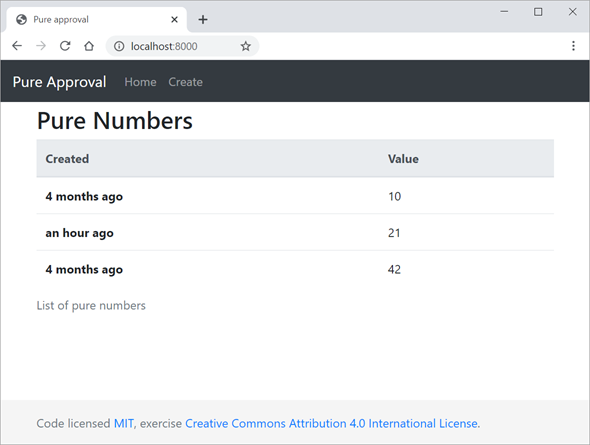 Pure approval
localhost:8000
Pure Approval Home Create
Pure Numbers
Created Value
4 months ago 10
an hour ago 21
4 months ago 42
List of pure numbers
Code licensed MIT, exercise Creative Commons Attribution 4.0 International License.